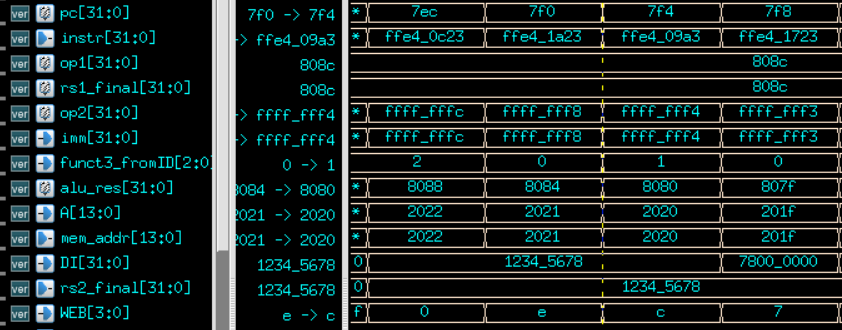 ver pc[31:0] 7f0 -> 7f4 * 7ec 7f0 7f4 7f8
ver instr[31:0] -> ffe4_09a3 * ffe4_0c23 ffe4_1a23 ffe4_09a3 ffe4_1723
ver op1[31:0] 808c 808c
ver rs1_final[31:0] 808c 808c
ver op2[31:0] -> ffff_fff4 * ffff_fffc ffff_fff8 ffff_fff4 ffff_fff3
ver imm[31:0] -> ffff_fff4 * ffff_fffc ffff_fff8 ffff_fff4 ffff_fff3
ver funct3_fromID[2:0] 0 -> 1 2 0 1 0
ver alu_res[31:0] 8084 -> 8080 * 8088 8084 8080 807f
ver A[13:0] 2021 -> 2020 * 2022 2021 2020 201f
ver mem_addr[13:0] 2021 -> 2020 * 2022 2021 2020 201f
ver DI[31:0] 1234_5678 0 1234_5678 7800_0000
ver rs2_final[31:0] 1234_5678 0 1234_5678
ver WEB[3:0] e -> c f 0 e c 7